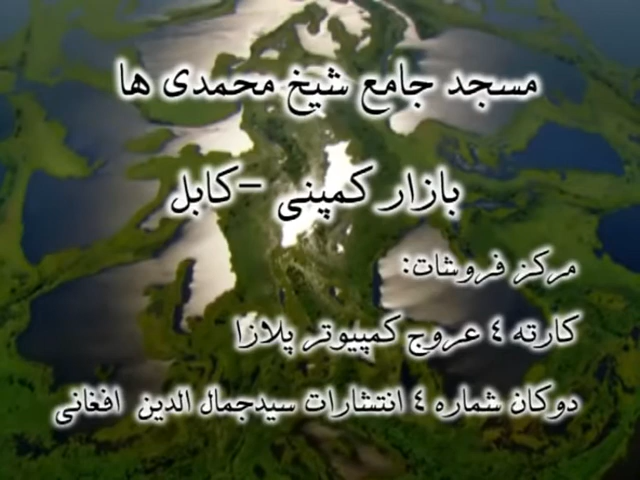 مسجد جامع شیخ محمدی ها
بازار کمپنی -کابل
مرکز فروشات:
کارته ٤ عروج کمپیوتر پلازا
دوکان شماره ٤ انتشارات سیدجمال الدین افغانی